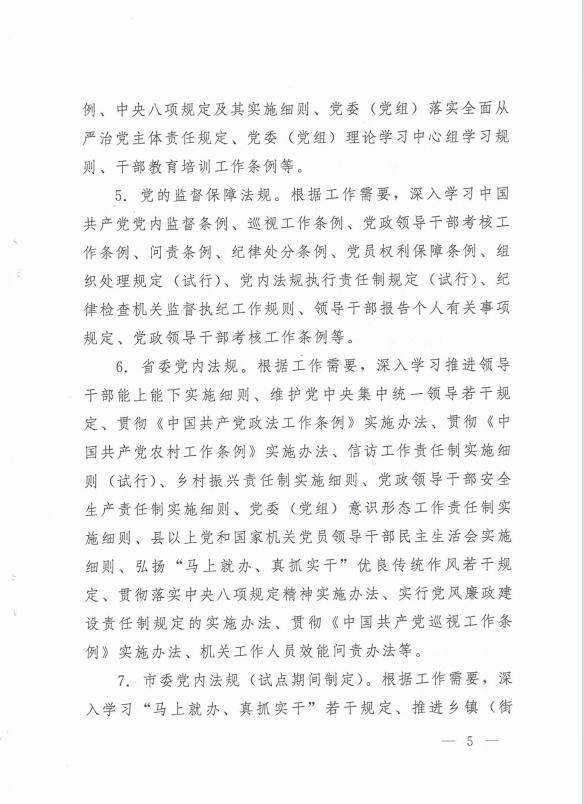 例、中央八项规定及其实施细则、党委（党组）落实全面从
严治党主体责任规定、党委（党组）理论学习中心组学习规
则、干部教育培训工作条例等。
5. 党的监督保障法规。根据工作需要，深入学习中国
共产党党内监督条例、巡视工作条例、党政领导干部考核工
作条例、问责条例、纪律处分条例、党员权利保障条例、组
织处理规定（试行）、党内法规执行责任制规定（试行）、纪
律检查机关监督执纪工作规则、领导干部报告个人有关事项
规定、党政领导干部考核工作条例等。
6. 省委党内法规。根据工作需要，深入学习推进领导
干部能上能下实施细则、维护党中央集中统一领导若干规
定、贯彻《中国共产党政法工作条例》实施办法、贯彻《中
国共产党农村工作条例》实施办法、信访工作责任制实施细
则（试行）、乡村振兴责任制实施细则、党政领导干部安全
生产责任制实施细则、党委（党组）意识形态工作责任制实
施细则、县以上党和国家机关党员领导干部民主生活会实施
细则、弘扬“马上就办、真抓实干”优良传统作风若干规
定、贯彻落实中央八项规定精神实施办法、实行党风廉政建
设责任制规定的实施办法、贯彻《中国共产党巡视工作条
例》实施办法、机关工作人员效能问责办法等。
7. 市委党内法规（试点期间制定）。根据工作需要，深
入学习“马上就办、真抓实干”若干规定、推进乡镇（街
— 5 —